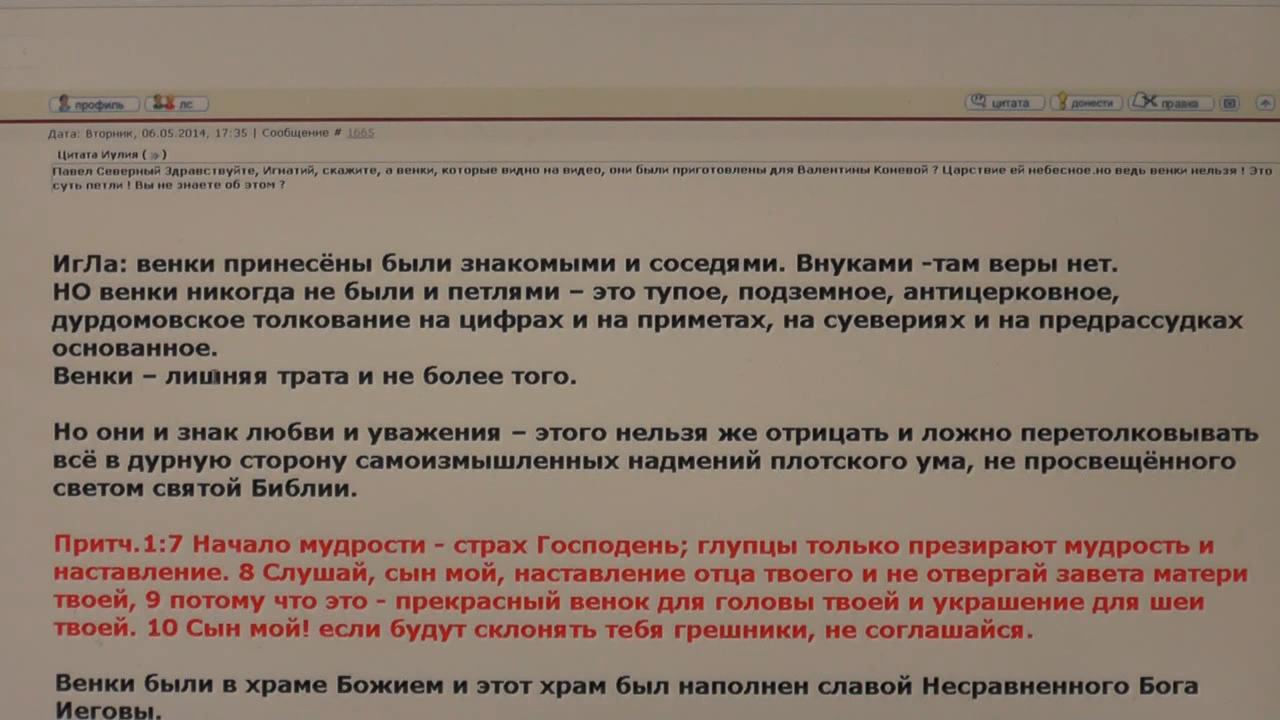 профиль лс цитата донести правка
Дата: Вторник, 06.05.2014, 17:35 | Сообщение # 1665
Цитата Иулия ( » )
Павел Северный Здравствуйте, Игнатий, скажите, а венки, которые видно на видео, они были приготовлены для Валентины Коневой ? Царствие ей небесное.но ведь венки нельзя ! Это
суть петли ! Вы не знаете об этом ?
ИгЛа: венки принесёны были знакомыми и соседями. Внуками -там веры нет.
НО венки никогда не были и петлями – это тупое, подземное, антицерковное,
дурдомовское толкование на цифрах и на приметах, на суевериях и на предрассудках
основанное.
Венки – лишняя трата и не более того.
Но они и знак любви и уважения – этого нельзя же отрицать и ложно перетолковывать
всё в дурную сторону самоизмышленных надмений плотского ума, не просвещённого
светом святой Библии.
Притч.1:7 Начало мудрости - страх Господень; глупцы только презирают мудрость и
наставление. 8 Слушай, сын мой, наставление отца твоего и не отвергай завета матери
твоей, 9 потому что это - прекрасный венок для головы твоей и украшение для шеи
твоей. 10 Сын мой! если будут склонять тебя грешники, не соглашайся.
Венки были в храме Божием и этот храм был наполнен славой Несравненного Бога
Иеговы.